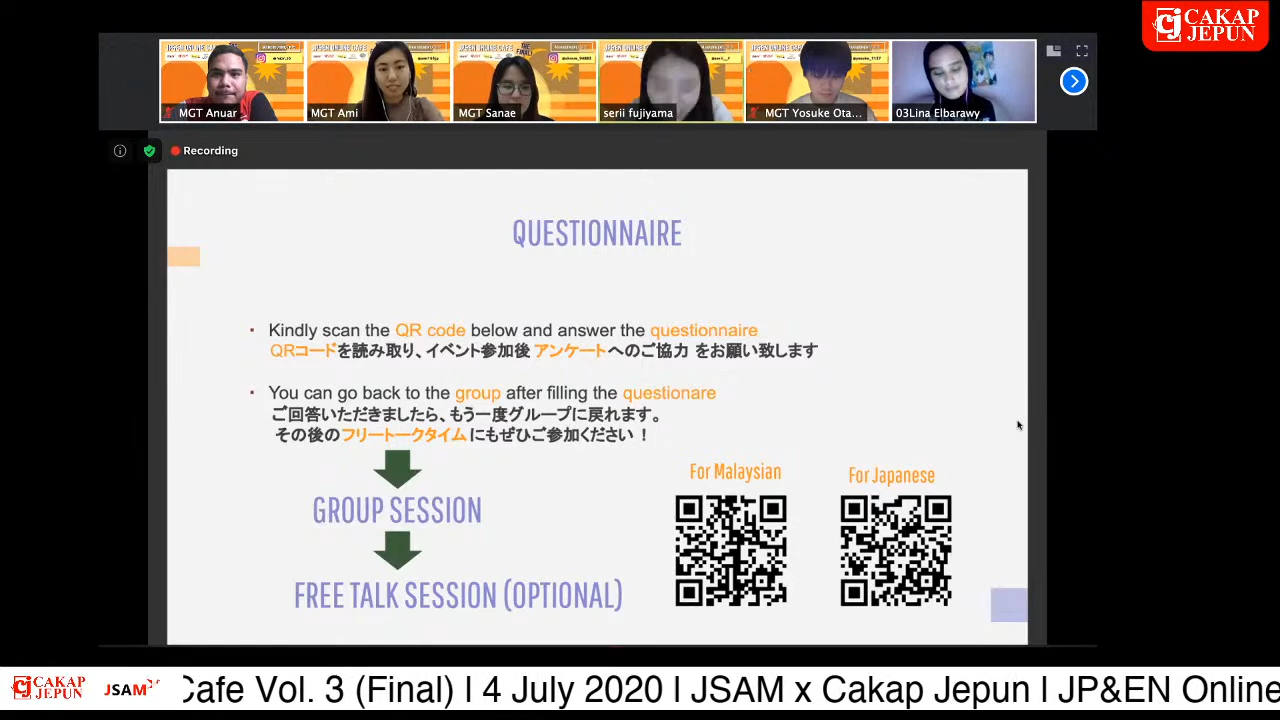 CAKAP
JEPUN
MGT Anuar
MGT Ami
MGT Sanae
serii fujiyama
MGT Yosuke Ota...
03Lina Elbarawy
Recording
QUESTIONNAIRE
Kindly scan the QR code below and answer the questionnaire
QRコードを読み取り、イベント参加後 アンケートへのご協力 をお願い致します
You can go back to the group after filling the questionare
ご回答いただきましたら、もう一度グループに戻れます。
その後のフリートークタイムにもぜひご参加ください！
For Malaysian
For Japanese
GROUP SESSION
FREE TALK SESSION (OPTIONAL)
CAKAP
JEPUN
JSAM
Cafe Vol. 3 (Final) I 4 July 2020 I JSAM x Cakap Jepun I JP&EN Online